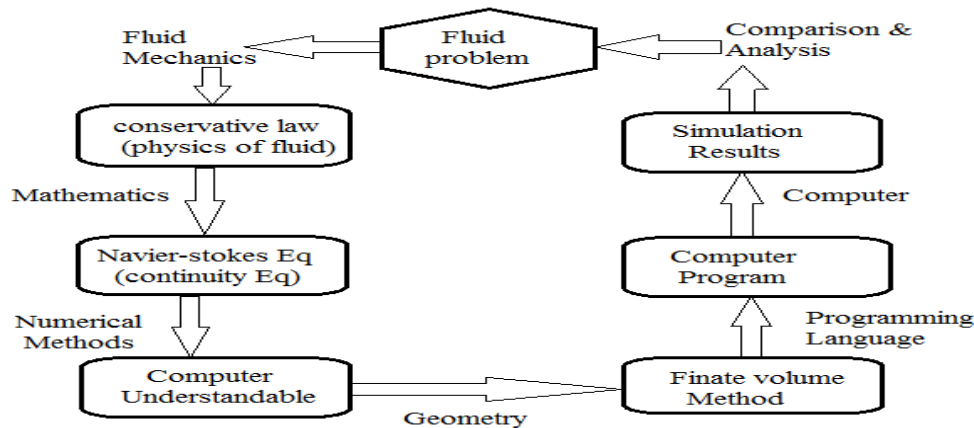 Fluid
problem
Fluid
Mechanics
conservative law
(physics of fluid)
Mathematics
Navier-stokes Eq
(continuity Eq)
Numerical
Methods
Computer
Understandable
Geometry
Finate volume
Method
Programming
Language
Computer
Program
Computer
Simulation
Results
Comparison &
Analysis